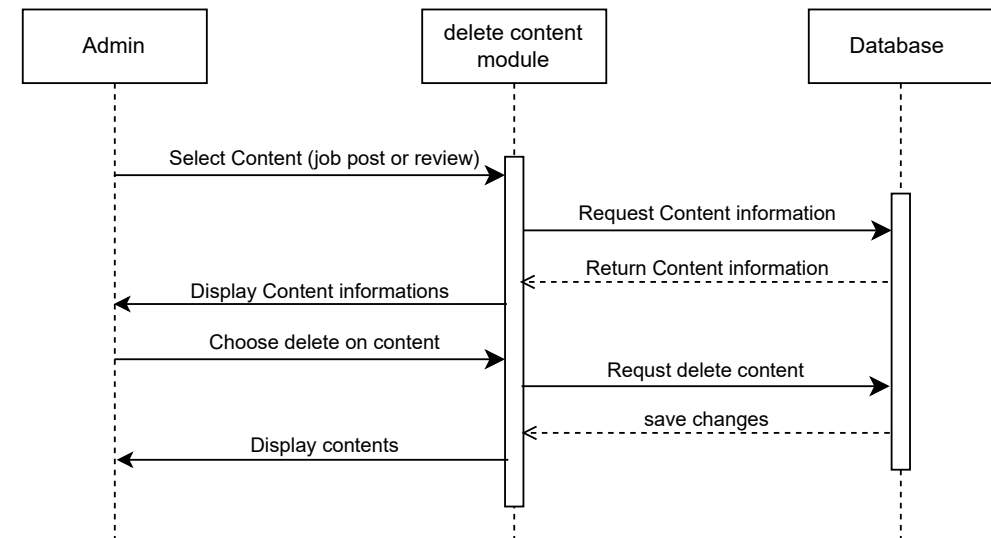 Admin
delete content
module
Database
Select Content (job post or review)
Request Content information
Return Content information
Display Content informations
Choose delete on content
Requst delete content
save changes
Display contents